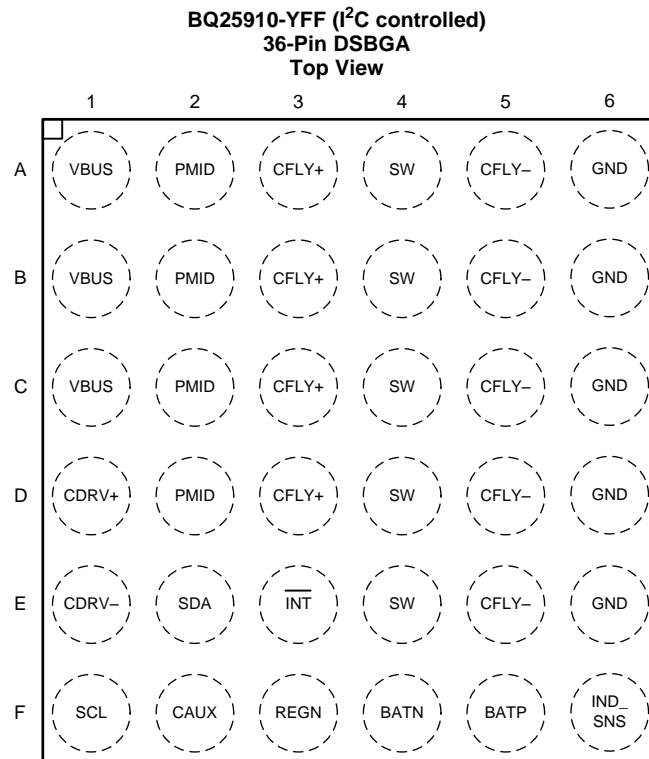 BQ25910-YFF (I²C controlled)
36-Pin DSBGA
Top View
1 2 3 4 5 6
A VBUS PMID CFLY+ SW CFLY– GND
B VBUS PMID CFLY+ SW CFLY– GND
C VBUS PMID CFLY+ SW CFLY– GND
D CDRV+ PMID CFLY+ SW CFLY– GND
E CDRV– SDA INT SW CFLY– GND
F SCL CAUX REGN BATN BATP IND_
SNS